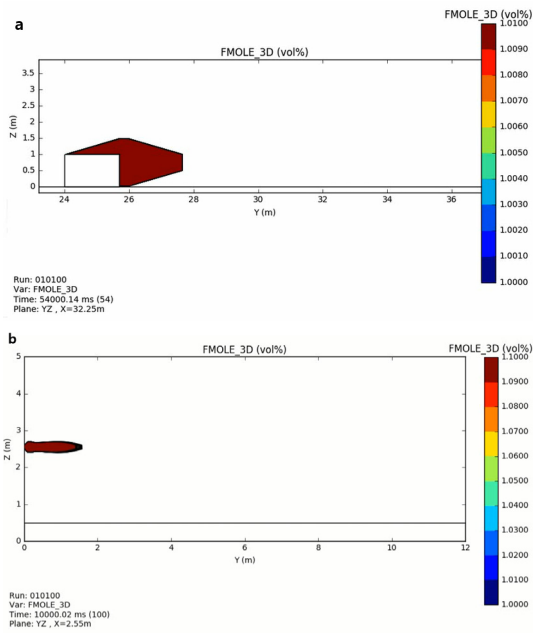 a
FMOLE_3D (vol%)
FMOLE_3D (vol%)
1.0100
1.0090
1.0080
1.0070
1.0060
1.0050
1.0040
1.0030
1.0020
1.0010
1.0000
3.5
3
2.5
2
1.5
1
0.5
0
Z (m)
24
26
28
30
32
34
36
Y (m)
Run: 010100
Var: FMOLE_3D
Time: 54000.14 ms (54)
Plane: YZ , X=32.25m
b
FMOLE_3D (vol%)
FMOLE_3D (vol%)
1.1000
1.0900
1.0800
1.0700
1.0600
1.0500
1.0400
1.0300
1.0200
1.0100
1.0000
5
4
3
2
1
0
Z (m)
0
2
4
6
8
10
12
Y (m)
Run: 010100
Var: FMOLE_3D
Time: 10000.02 ms (100)
Plane: YZ , X=2.55m